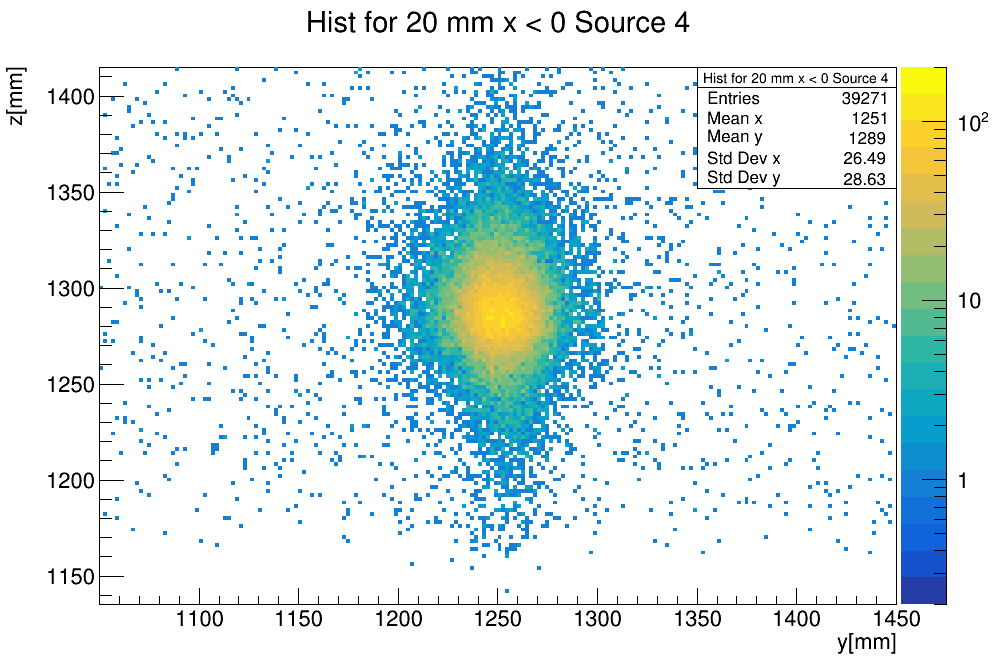 Hist for 20 mm x < 0 Source 4
z[mm]
Hist for 20 mm x < 0 Source 4
Entries 39271
Mean x 1251
Mean y 1289
Std Dev x 26.49
Std Dev y 28.63
1400
1350
1300
1250
1200
1150
10²
10
1
1100 1150 1200 1250 1300 1350 1400 1450
y[mm]